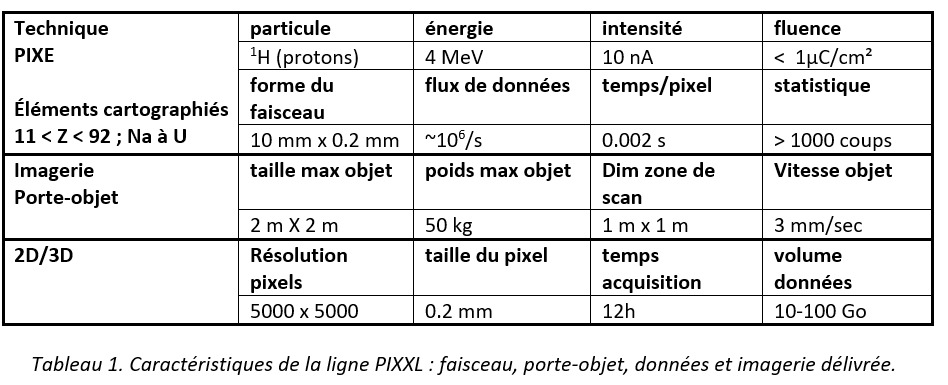 Technique particule énergie intensité fluence
PIXE ¹H (protons) 4 MeV 10 nA < 1µC/cm²
forme du faisceau flux de données temps/pixel statistique
Éléments cartographiés
11 < Z < 92 ; Na à U 10 mm x 0.2 mm ~10⁶/s 0.002 s > 1000 coups
Imagerie taille max objet poids max objet Dim zone de scan Vitesse objet
Porte-objet
2 m X 2 m 50 kg 1 m x 1 m 3 mm/sec
2D/3D Résolution pixels taille du pixel temps acquisition volume données
5000 x 5000 0.2 mm 12h 10-100 Go
Tableau 1. Caractéristiques de la ligne PIXXL : faisceau, porte-objet, données et imagerie délivrée.